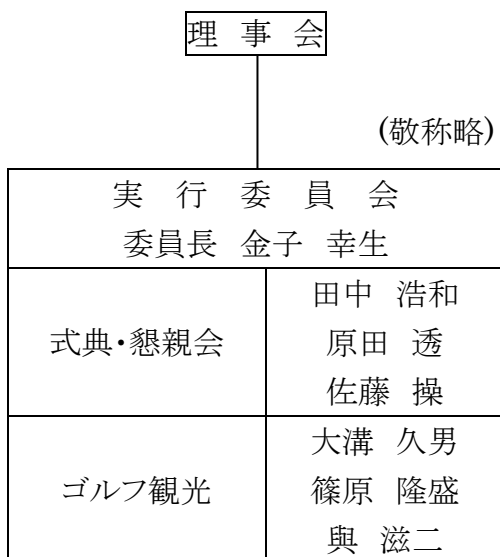 理 事 会
(敬称略)
実 行 委 員 会
委員長 金子 幸生
式典・懇親会
田中 浩和
原田 透
佐藤 操
ゴルフ観光
大溝 久男
篠原 隆盛
與 滋二